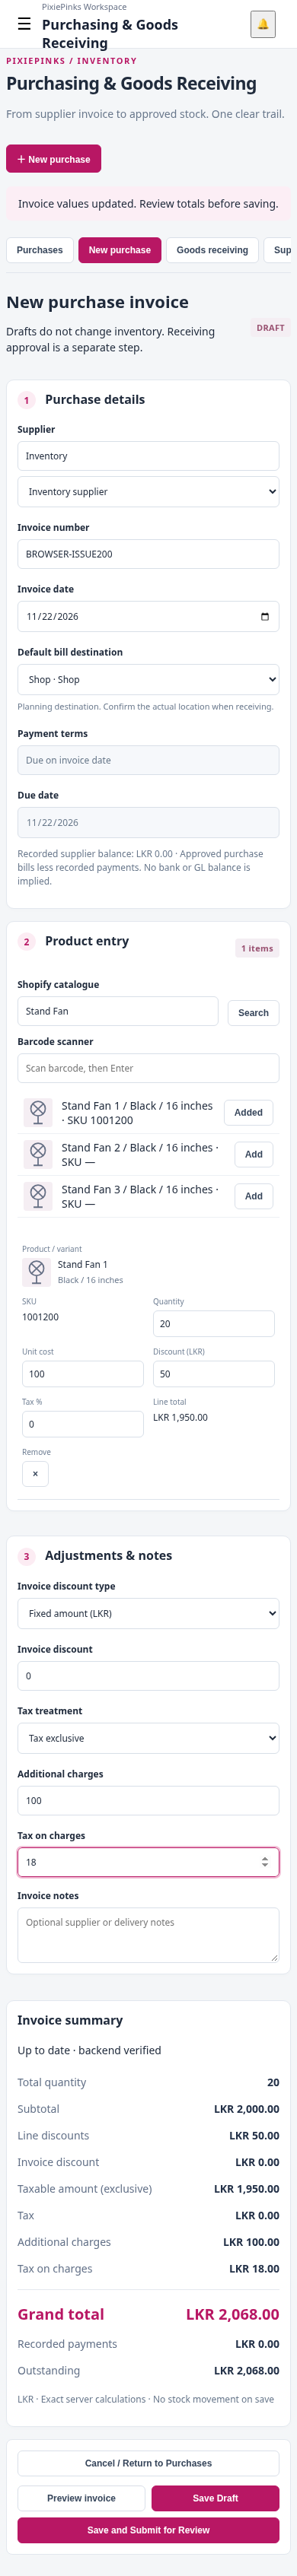 ☰ PixiePinks Workspace
Purchasing & Goods
Receiving
🔔
PIXIEPINKS / INVENTORY
Purchasing & Goods Receiving
From supplier invoice to approved stock. One clear trail.
+ New purchase
Invoice values updated. Review totals before saving.
Purchases New purchase Goods receiving Sup
New purchase invoice
Drafts do not change inventory. Receiving
approval is a separate step.
DRAFT
1 Purchase details
Supplier
Inventory
Inventory supplier
Invoice number
BROWSER-ISSUE200
Invoice date
11/22/2026
Default bill destination
Shop · Shop
Planning destination. Confirm the actual location when receiving.
Payment terms
Due on invoice date
Due date
11/22/2026
Recorded supplier balance: LKR 0.00 · Approved purchase
bills less recorded payments. No bank or GL balance is
implied.
2 Product entry
1 items
Shopify catalogue
Stand Fan Search
Barcode scanner
Scan barcode, then Enter
Stand Fan 1 / Black / 16 inches
· SKU 1001200
Added
Stand Fan 2 / Black / 16 inches ·
SKU —
Add
Stand Fan 3 / Black / 16 inches ·
SKU —
Add
Product / variant
Stand Fan 1
Black / 16 inches
SKU Quantity
1001200 20
Unit cost Discount (LKR)
100 50
Tax % Line total
0 LKR 1,950.00
Remove
×
3 Adjustments & notes
Invoice discount type
Fixed amount (LKR)
Invoice discount
0
Tax treatment
Tax exclusive
Additional charges
100
Tax on charges
18
Invoice notes
Optional supplier or delivery notes
Invoice summary
Up to date · backend verified
Total quantity 20
Subtotal LKR 2,000.00
Line discounts LKR 50.00
Invoice discount LKR 0.00
Taxable amount (exclusive) LKR 1,950.00
Tax LKR 0.00
Additional charges LKR 100.00
Tax on charges LKR 18.00
Grand total LKR 2,068.00
Recorded payments LKR 0.00
Outstanding LKR 2,068.00
LKR · Exact server calculations · No stock movement on save
Cancel / Return to Purchases
Preview invoice Save Draft
Save and Submit for Review